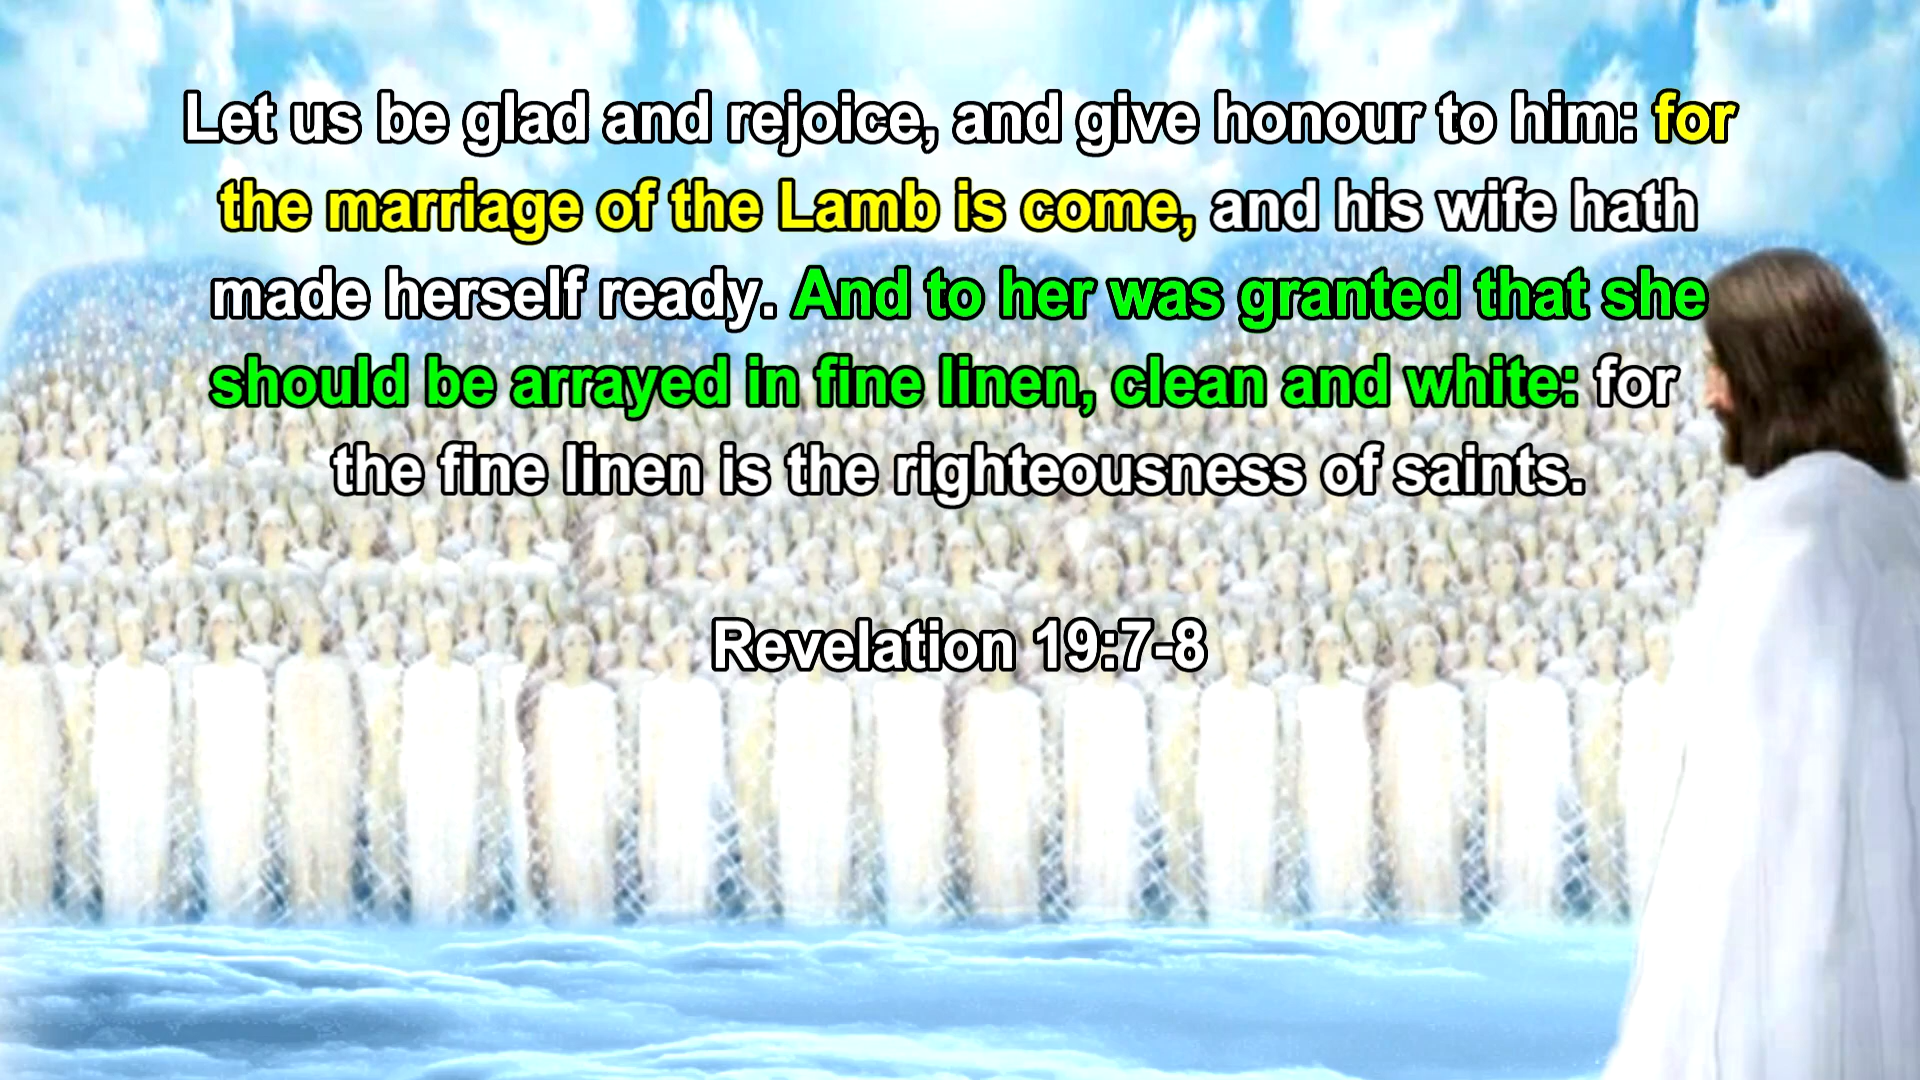 Let us be glad and rejoice, and give honour to him: for
the marriage of the Lamb is come, and his wife hath
made herself ready. And to her was granted that she
should be arrayed in fine linen, clean and white: for
the fine linen is the righteousness of saints.
Revelation 19:7-8